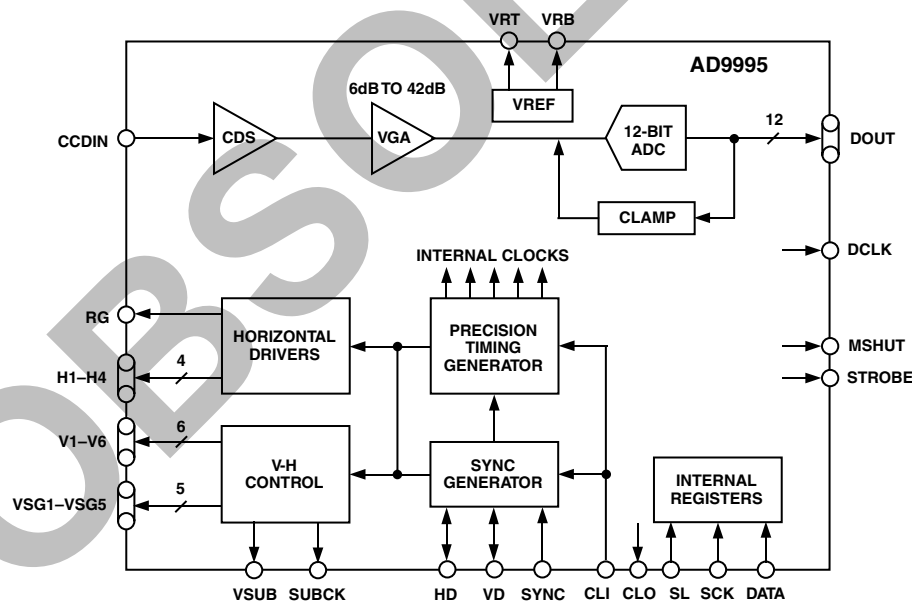 VRT VRB
AD9995
6dB TO 42dB
VREF
CCDIN
CDS
VGA
12-BIT
ADC
12
DOUT
CLAMP
DCLK
INTERNAL CLOCKS
RG
HORIZONTAL
DRIVERS
PRECISION
TIMING
GENERATOR
MSHUT
H1–H4
4
STROBE
V1–V6
6
V-H
CONTROL
SYNC
GENERATOR
INTERNAL
REGISTERS
VSG1–VSG5
5
VSUB SUBCK HD VD SYNC CLI CLO SL SCK DATA
OBSOL